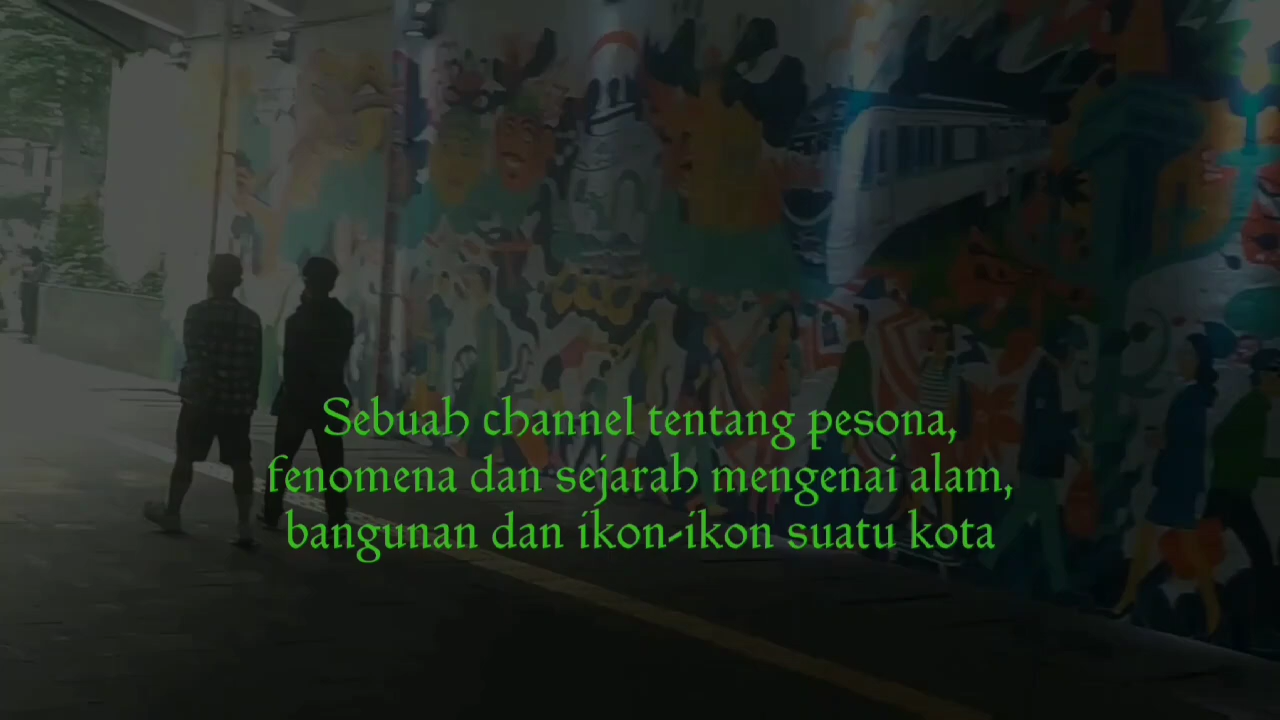 Sebuah channel tentang pesona,
fenomena dan sejarah mengenai alam,
bangunan dan ikon-ikon suatu kota